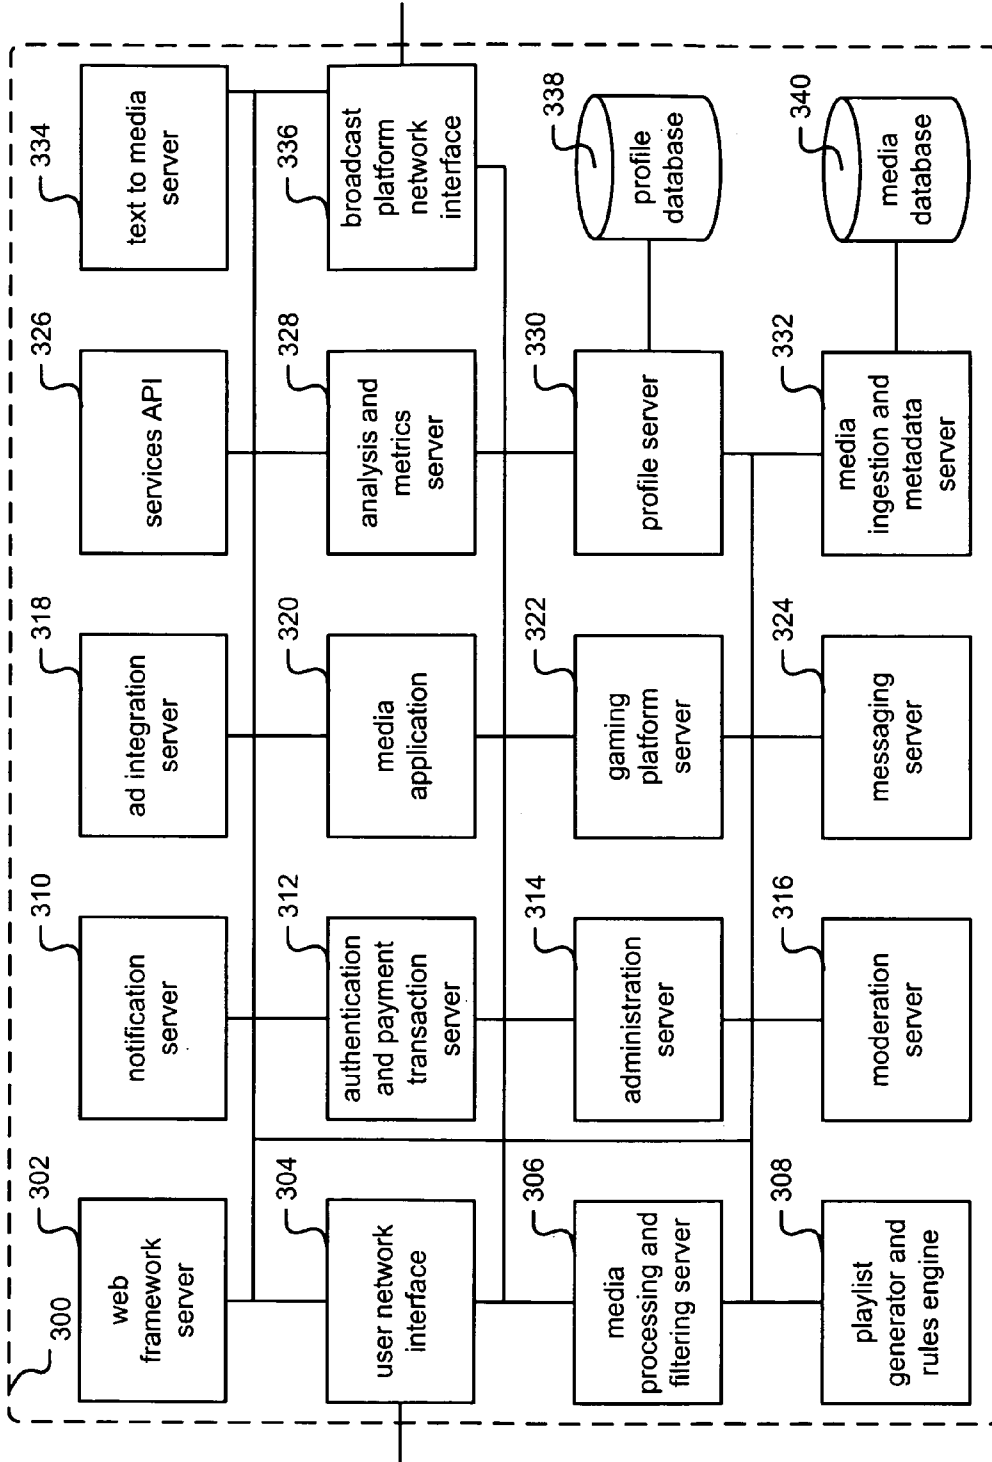 300
302
web
framework
server
304
user network
interface
306
media
processing and
filtering server
308
playlist
generator and
rules engine
310
notification
server
312
authentication
and payment
transaction
server
314
administration
server
316
moderation
server
318
ad integration
server
320
media
application
322
gaming
platform
server
324
messaging
server
326
services API
328
analysis and
metrics
server
330
profile server
332
media
ingestion and
metadata
server
334
text to media
server
336
broadcast
platform
network
interface
338
profile
database
340
media
database